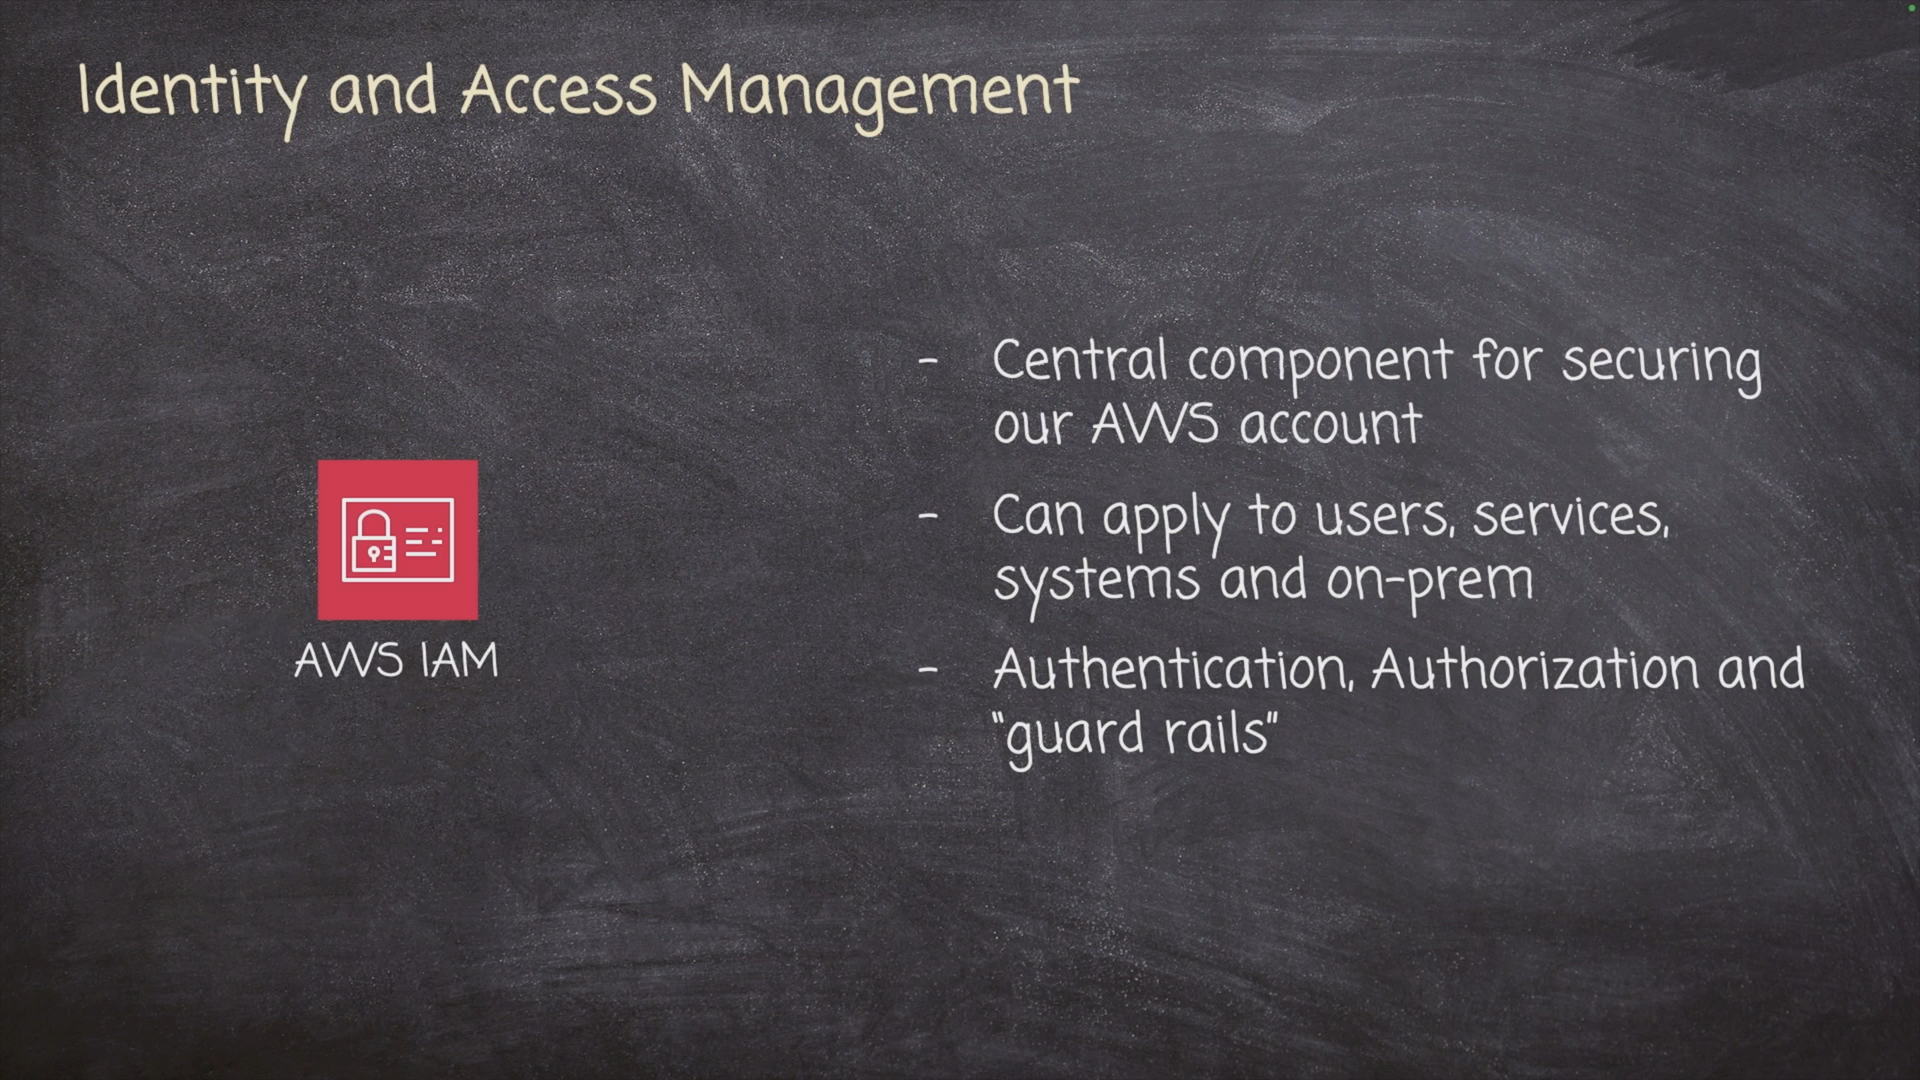 Identity and Access Management
- Central component for securing
our AWS account
- Can apply to users, services,
systems and on-prem
- Authentication, Authorization and
"guard rails"
AWS IAM